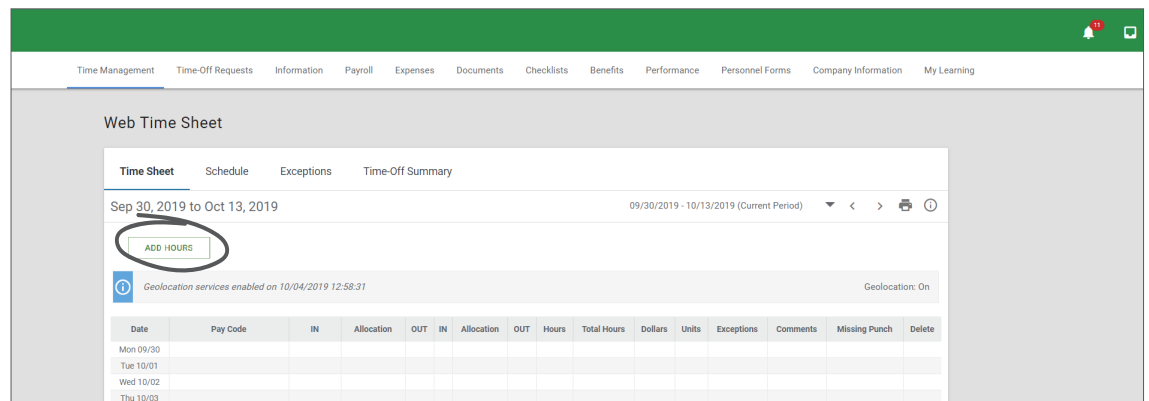 11
Time Management Time-Off Requests Information Payroll Expenses Documents Checklists Benefits Performance Personnel Forms Company Information My Learning
Web Time Sheet
Time Sheet Schedule Exceptions Time-Off Summary
Sep 30, 2019 to Oct 13, 2019 09/30/2019 - 10/13/2019 (Current Period)
ADD HOURS
Geolocation services enabled on 10/04/2019 12:58:31 Geolocation: On
Date Pay Code IN Allocation OUT IN Allocation OUT Hours Total Hours Dollars Units Exceptions Comments Missing Punch Delete
Mon 09/30
Tue 10/01
Wed 10/02
Thu 10/03